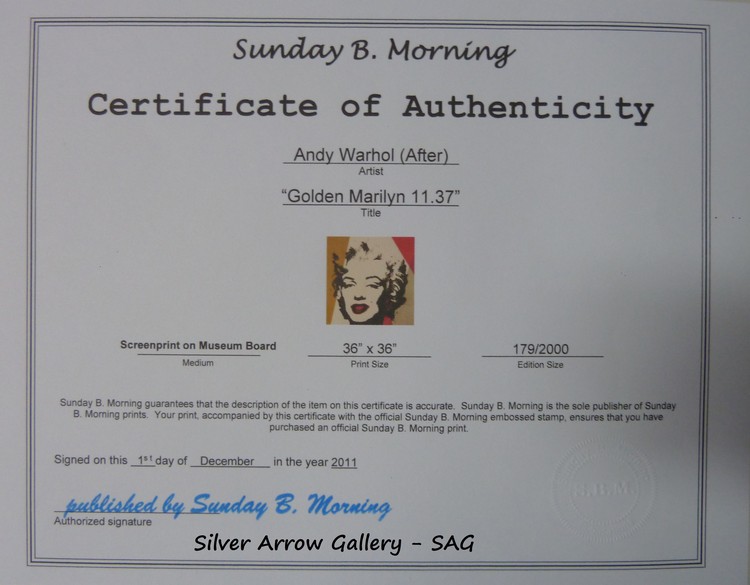 Sunday B. Morning
Certificate of Authenticity
Andy Warhol (After)
Artist
“Golden Marilyn 11.37”
Title
Screenprint on Museum Board
Medium
36” x 36”
Print Size
179/2000
Edition Size
Sunday B. Morning guarantees that the description of the item on this certificate is accurate. Sunday B. Morning is the sole publisher of Sunday
B. Morning prints. Your print, accompanied by this certificate with the official Sunday B. Morning embossed stamp, ensures that you have
purchased an official Sunday B. Morning print.
Signed on this 1st day of December in the year 2011
published by Sunday B. Morning
Authorized signature
S.B.M.
Silver Arrow Gallery - SAG